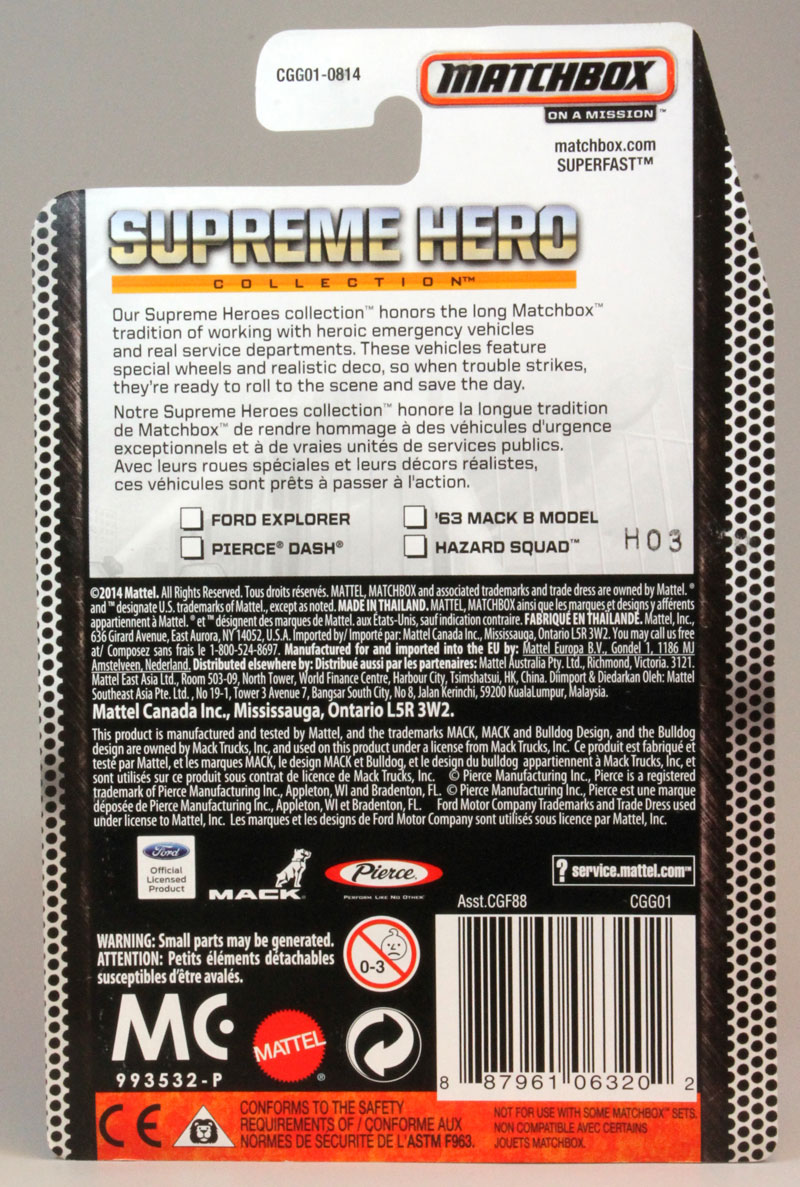 CGG01-0814
MATCHBOX
ON A MISSION™
matchbox.com
SUPERFAST™
SUPREME HERO
COLLECTION™
Our Supreme Heroes collection™ honors the long Matchbox™
tradition of working with heroic emergency vehicles
and real service departments. These vehicles feature
special wheels and realistic deco, so when trouble strikes,
they're ready to roll to the scene and save the day.
Notre Supreme Heroes collection™ honore la longue tradition
de Matchbox™ de rendre hommage à des véhicules d'urgence
exceptionnels et à de vraies unités de services publics.
Avec leurs roues spéciales et leurs décors réalistes,
ces véhicules sont prêts à passer à l'action.
FORD EXPLORER
'63 MACK B MODEL
PIERCE® DASH®
HAZARD SQUAD™
H03
©2014 Mattel. All Rights Reserved. Tous droits réservés. MATTEL, MATCHBOX and associated trademarks and trade dress are owned by Mattel. ®
and ™ designate U.S. trademarks of Mattel, except as noted. MADE IN THAILAND. MATTEL, MATCHBOX ainsi que les marques et designs y afférents
appartiennent à Mattel. ® et ™ désignent des marques de Mattel aux États-Unis, sauf indication contraire. FABRIQUÉ EN THAÏLANDE. Mattel, Inc.,
636 Girard Avenue, East Aurora, NY 14052, U.S.A. Imported by/ Importé par: Mattel Canada Inc., Mississauga, Ontario L5R 3W2. You may call us free
at/ Composez sans frais le 1-800-524-8697. Manufactured for and imported into the EU by: Mattel Europa B.V., Gondel 1, 1186 MJ
Amstelveen, Nederland. Distributed elsewhere by: Distribué aussi par les partenaires: Mattel Australia Pty. Ltd., Richmond, Victoria. 3121.
Mattel East Asia Ltd., Room 503-09, North Tower, World Finance Centre, Harbour City, Tsimshatsui, HK, China. Diimport & Diedarkan Oleh: Mattel
Southeast Asia Pte. Ltd., No 19-1, Tower 3 Avenue 7, Bangsar South City, No 8, Jalan Kerinchi, 59200 KualaLumpur, Malaysia.
Mattel Canada Inc., Mississauga, Ontario L5R 3W2.
This product is manufactured and tested by Mattel, and the trademarks MACK, MACK and Bulldog Design, and the Bulldog
design are owned by Mack Trucks, Inc, and used on this product under a license from Mack Trucks, Inc. Ce produit est fabriqué et
testé par Mattel, et les marques MACK, le design MACK et Bulldog, et le design du bulldog appartiennent à Mack Trucks, Inc, et
sont utilisés sur ce produit sous contrat de licence de Mack Trucks, Inc. © Pierce Manufacturing Inc., Pierce is a registered
trademark of Pierce Manufacturing Inc., Appleton, WI and Bradenton, FL. © Pierce Manufacturing Inc., Pierce est une marque
déposée de Pierce Manufacturing Inc., Appleton, WI et Bradenton, FL. Ford Motor Company Trademarks and Trade Dress used
under license to Mattel, Inc. Les marques et les designs de Ford Motor Company sont utilisés sous licence par Mattel, Inc.
Ford
Official
Licensed
Product
MACK®
Pierce
PERFORM LIKE NO OTHER
? service.mattel.com™
Asst.CGF88
CGG01
WARNING: Small parts may be generated.
ATTENTION: Petits éléments détachables
susceptibles d'être avalés.
0-3
MC
993532-P
MATTEL®
8 87961 06320 2
CE
CONFORMS TO THE SAFETY
REQUIREMENTS OF / CONFORME AUX
NORMES DE SÉCURITÉ DE L'ASTM F963.
NOT FOR USE WITH SOME MATCHBOX™ SETS.
NON COMPATIBLE AVEC CERTAINS
JOUETS MATCHBOX.